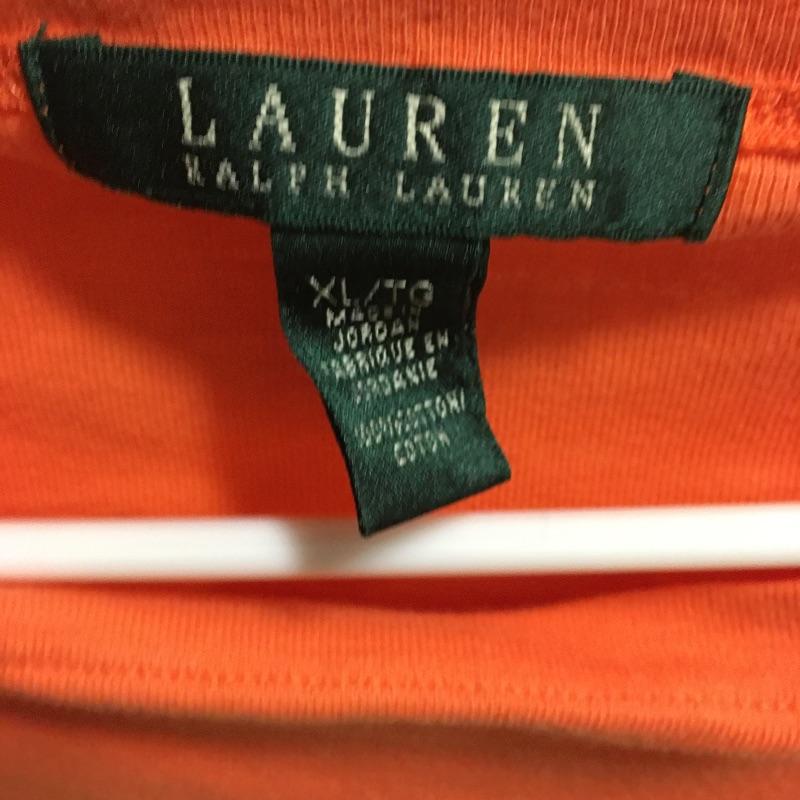 LAUREN
RALPH LAUREN
XL/TG
MADE IN
JORDAN
FABRIQUE EN
JORDANIE
100% COTTON/
COTON